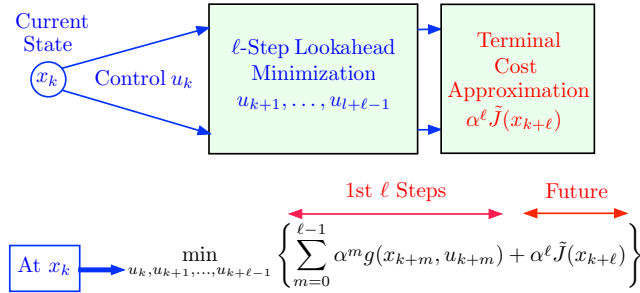 Current
State
x_k
Control u_k
ℓ-Step Lookahead
Minimization
u_{k+1}, . . . , u_{l+ℓ−1}
Terminal
Cost
Approximation
α^ℓ J̃(x_{k+ℓ})
1st ℓ Steps
Future
At x_k
min_{u_k,u_{k+1},...,u_{k+ℓ−1}} { ∑_{m=0}^{ℓ−1} α^m g(x_{k+m}, u_{k+m}) + α^ℓ J̃(x_{k+ℓ}) }